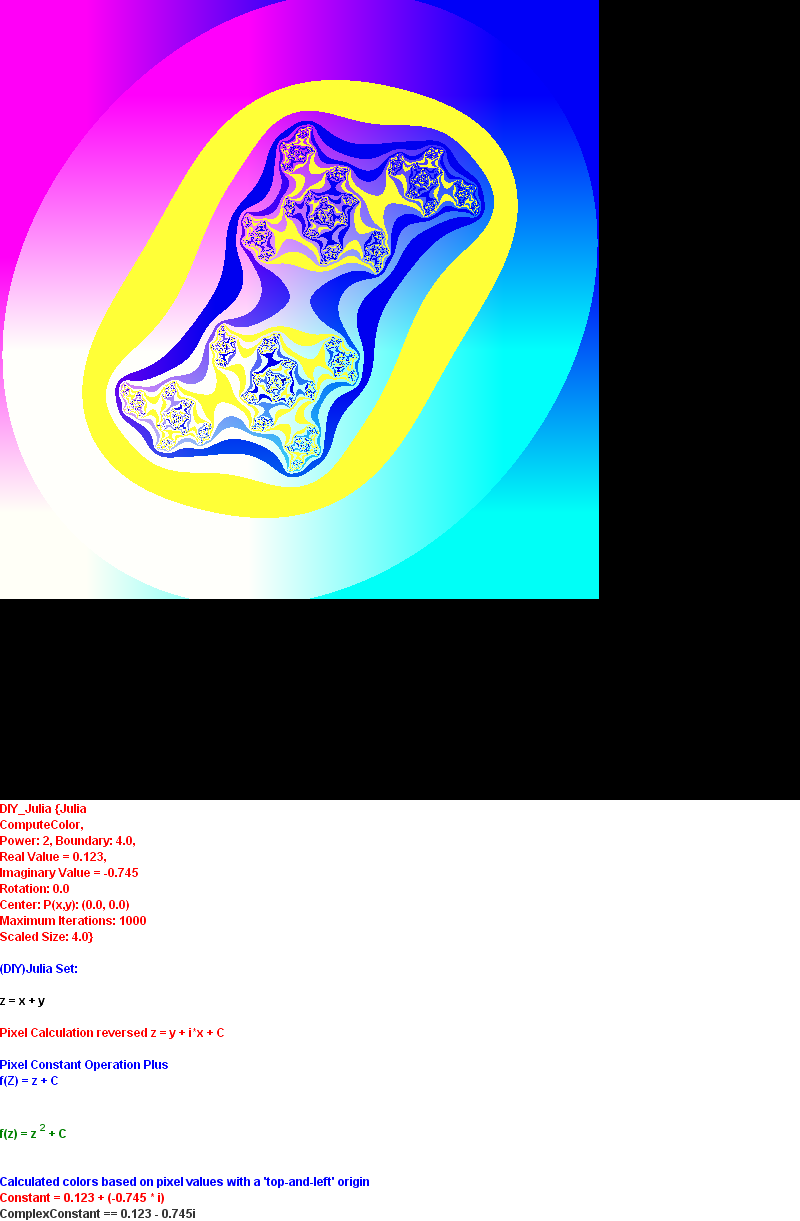 DIY_Julia {Julia
ComputeColor,
Power: 2, Boundary: 4.0,
Real Value = 0.123,
Imaginary Value = -0.745
Rotation: 0.0
Center: P(x,y): (0.0, 0.0)
Maximum Iterations: 1000
Scaled Size: 4.0}
(DIY)Julia Set:
z = x + y
Pixel Calculation reversed z = y + i*x + C
Pixel Constant Operation Plus
f(Z) = z + C
f(z) = z ² + C
Calculated colors based on pixel values with a 'top-and-left' origin
Constant = 0.123 + (-0.745 * i)
ComplexConstant == 0.123 - 0.745i